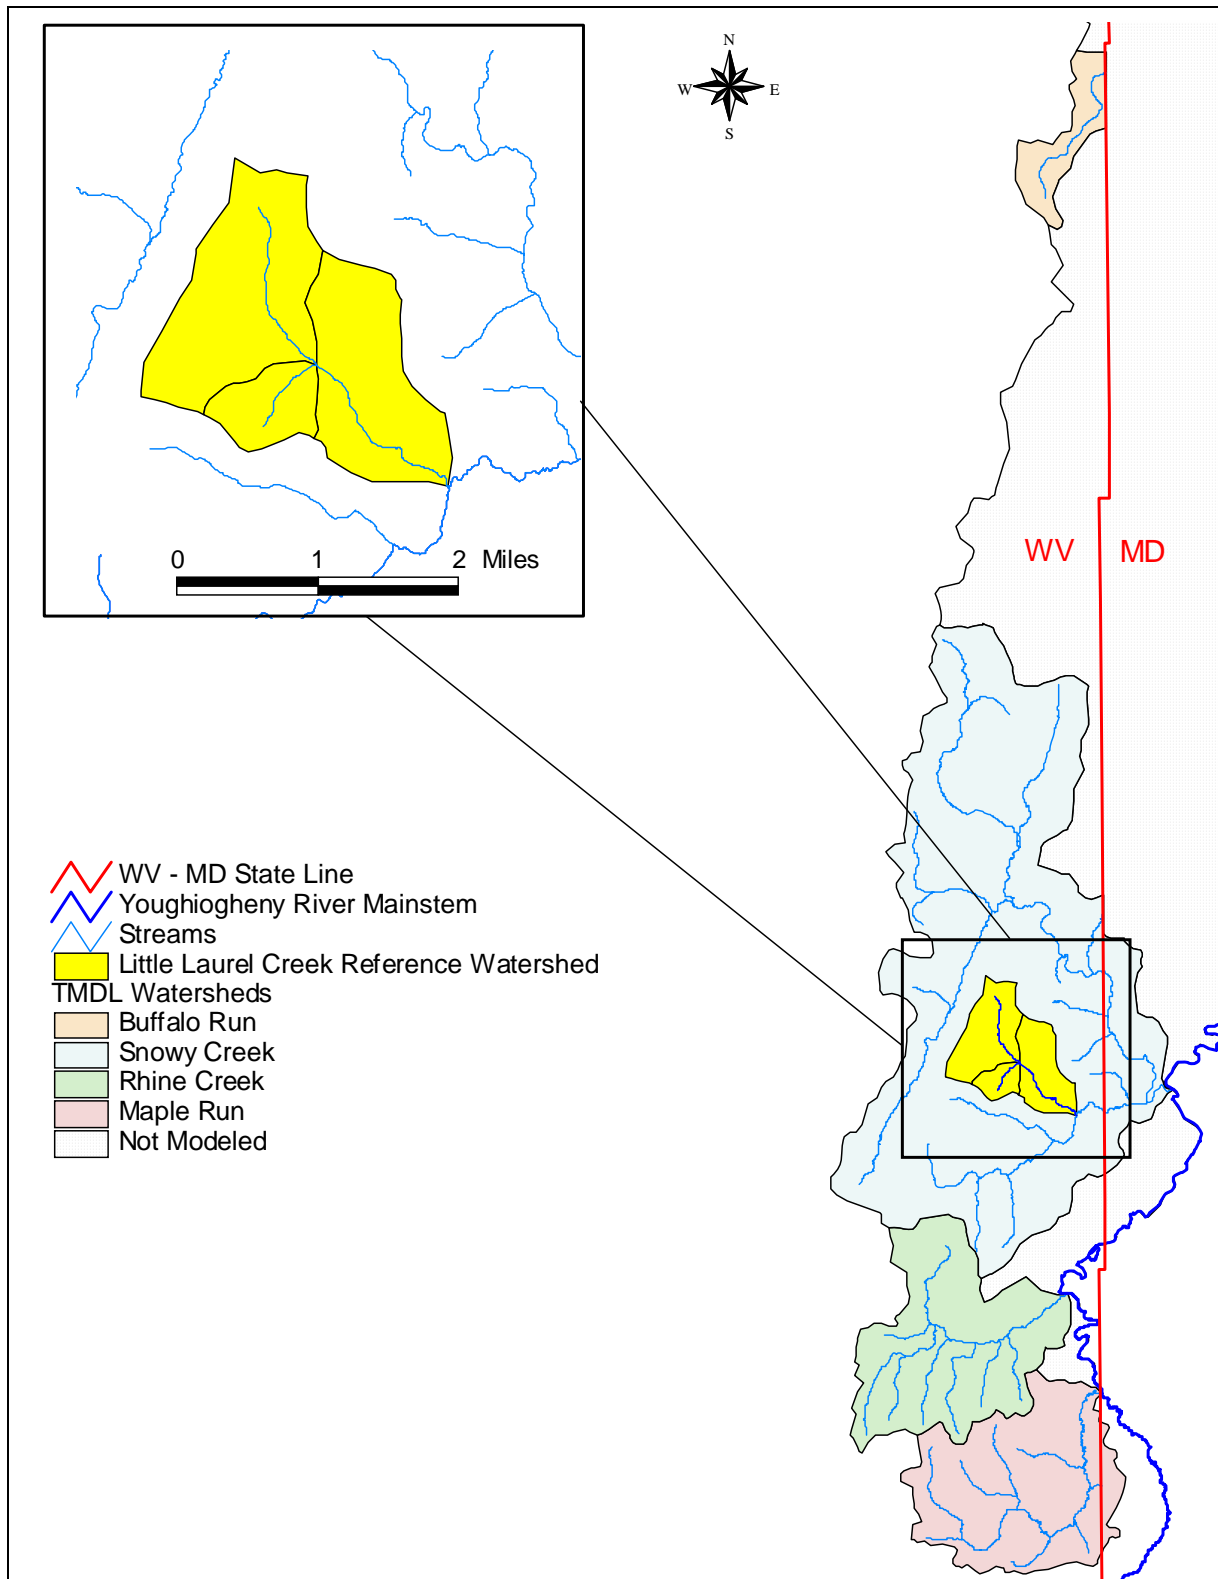 N
W E
S
0 1 2 Miles
WV MD
WV - MD State Line
Youghiogheny River Mainstem
Streams
Little Laurel Creek Reference Watershed
TMDL Watersheds
Buffalo Run
Snowy Creek
Rhine Creek
Maple Run
Not Modeled